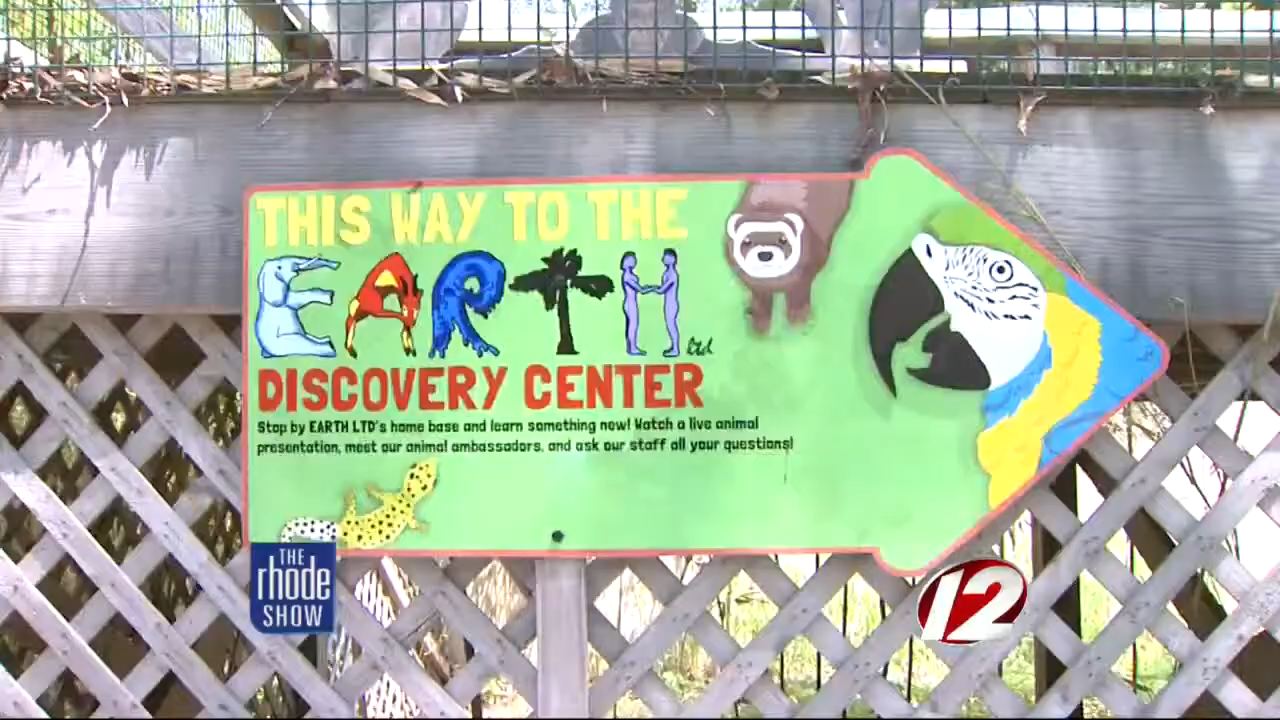 THIS WAY TO THE
EARTH ltd
DISCOVERY CENTER
Stop by EARTH LTD's home base and learn something new! Watch a live animal
presentation, meet our animal ambassadors, and ask our staff all your questions!
THE
rhode
SHOW
12